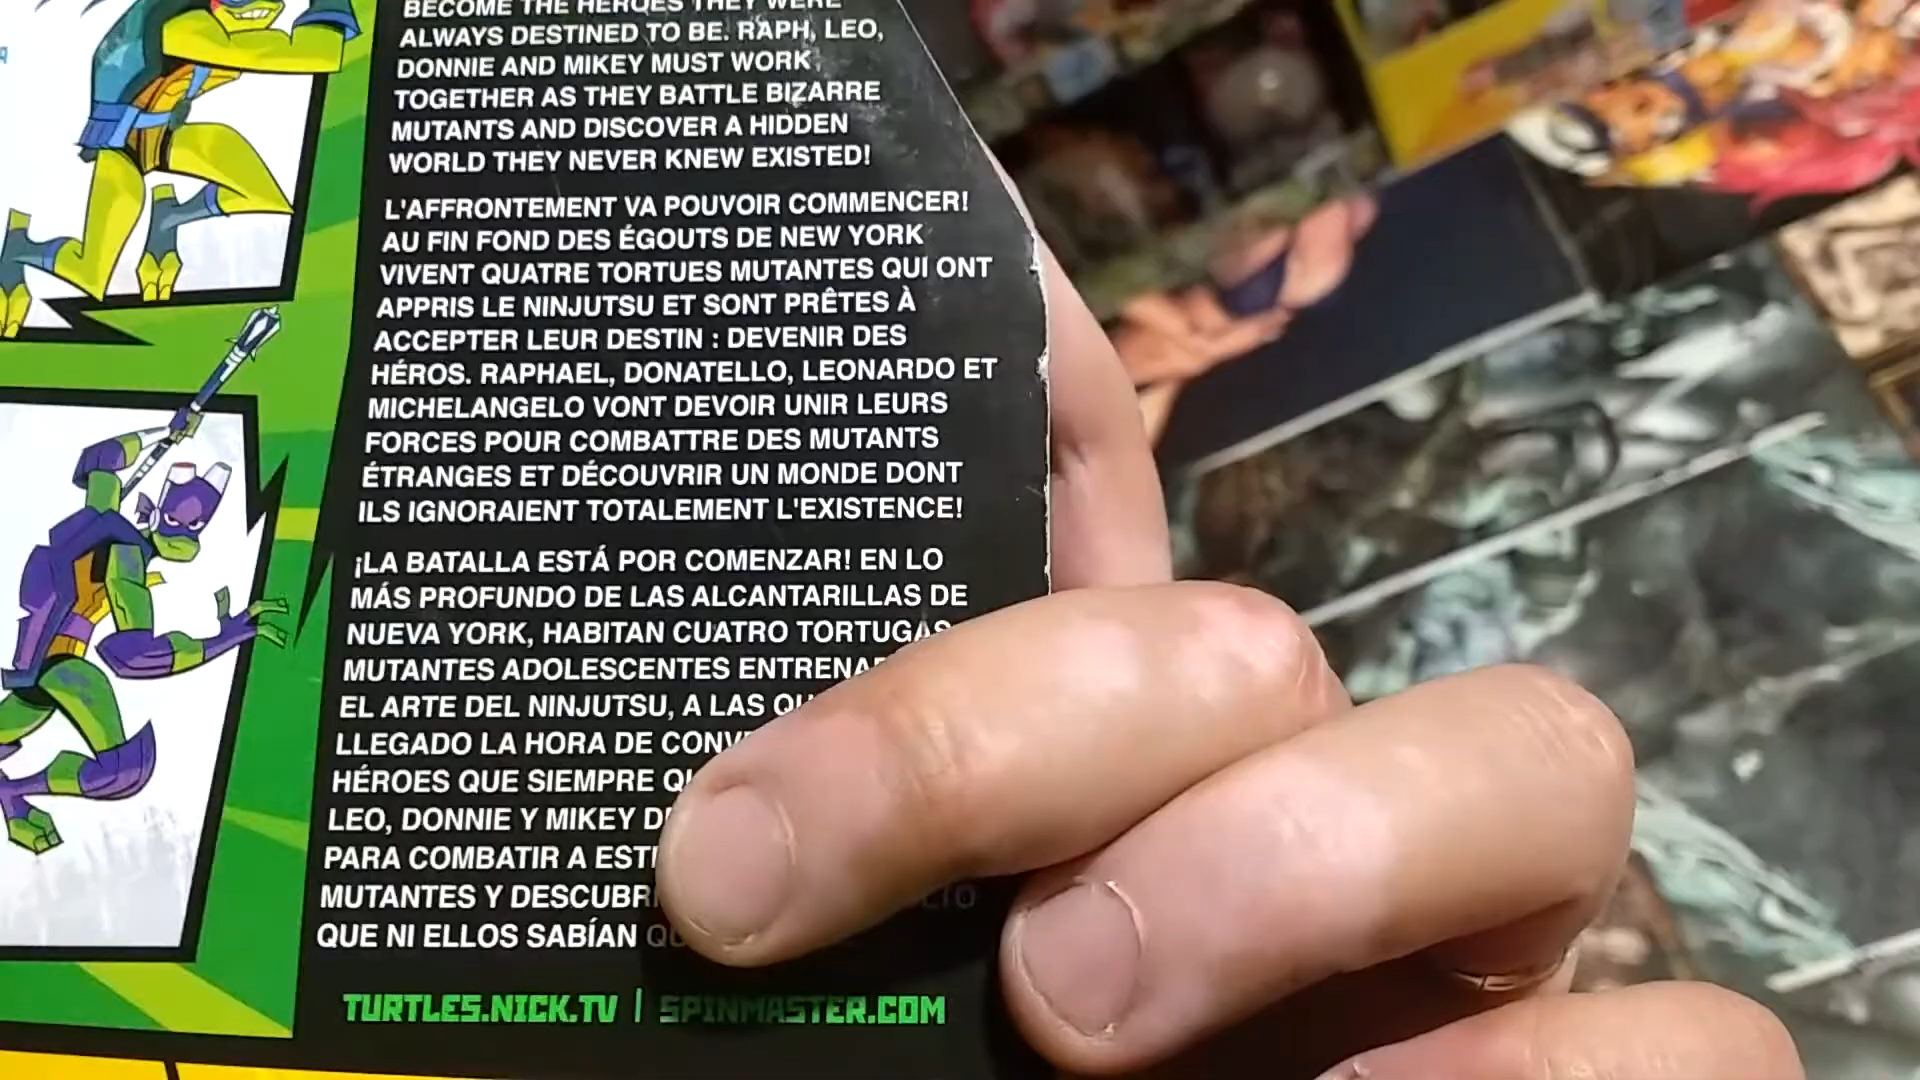 BECOME THE HEROES THEY WERE
ALWAYS DESTINED TO BE. RAPH, LEO,
DONNIE AND MIKEY MUST WORK
TOGETHER AS THEY BATTLE BIZARRE
MUTANTS AND DISCOVER A HIDDEN
WORLD THEY NEVER KNEW EXISTED!
L'AFFRONTEMENT VA POUVOIR COMMENCER!
AU FIN FOND DES ÉGOUTS DE NEW YORK
VIVENT QUATRE TORTUES MUTANTES QUI ONT
APPRIS LE NINJUTSU ET SONT PRÊTES À
ACCEPTER LEUR DESTIN : DEVENIR DES
HÉROS. RAPHAEL, DONATELLO, LEONARDO ET
MICHELANGELO VONT DEVOIR UNIR LEURS
FORCES POUR COMBATTRE DES MUTANTS
ÉTRANGES ET DÉCOUVRIR UN MONDE DONT
ILS IGNORAIENT TOTALEMENT L'EXISTENCE!
¡LA BATALLA ESTÁ POR COMENZAR! EN LO
MÁS PROFUNDO DE LAS ALCANTARILLAS DE
NUEVA YORK, HABITAN CUATRO TORTUGAS
MUTANTES ADOLESCENTES
EL ARTE DEL NINJUTSU, A LAS
LLEGADO LA HORA DE
HÉROES QUE SIEMPRE
LEO, DONNIE Y MIKEY
PARA COMBATIR A
MUTANTES Y
QUE NI ELLOS SABÍAN
TURTLES.NICK.TV | SPINMASTER.COM